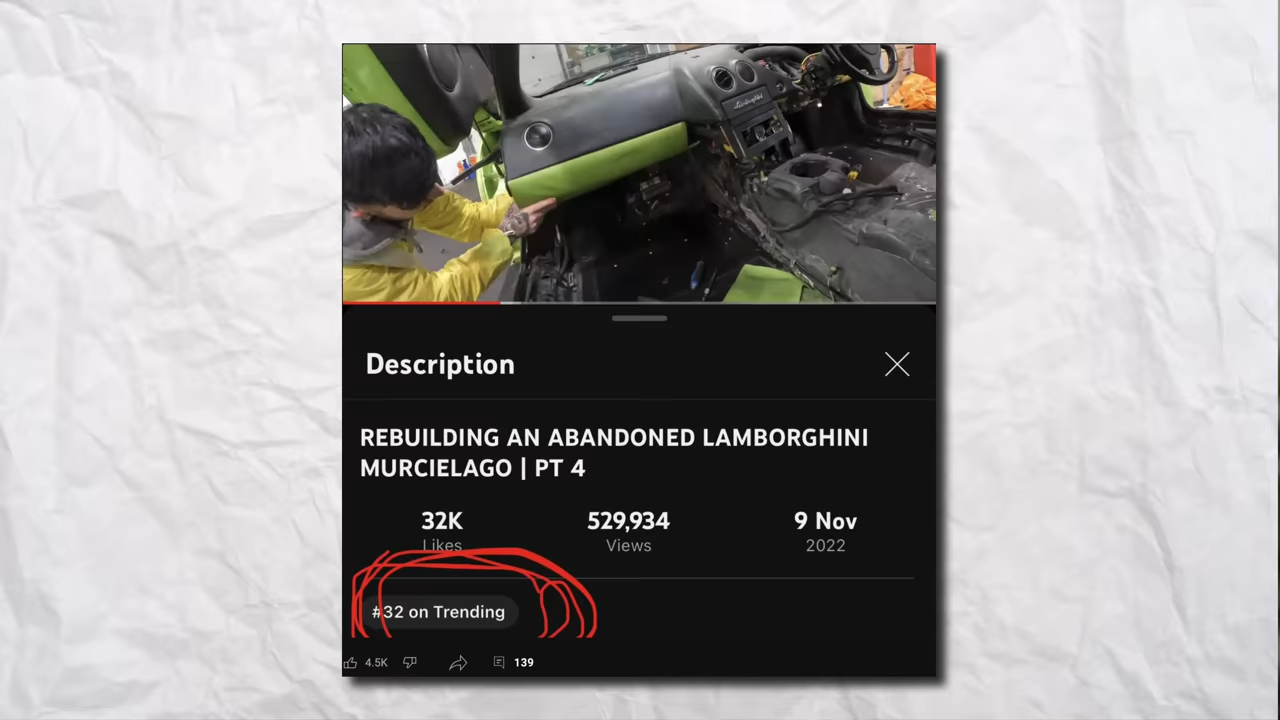 Lamborghini
Description
REBUILDING AN ABANDONED LAMBORGHINI
MURCIELAGO | PT 4
32K 529,934 9 Nov
Likes Views 2022
#32 on Trending
4.5K 139